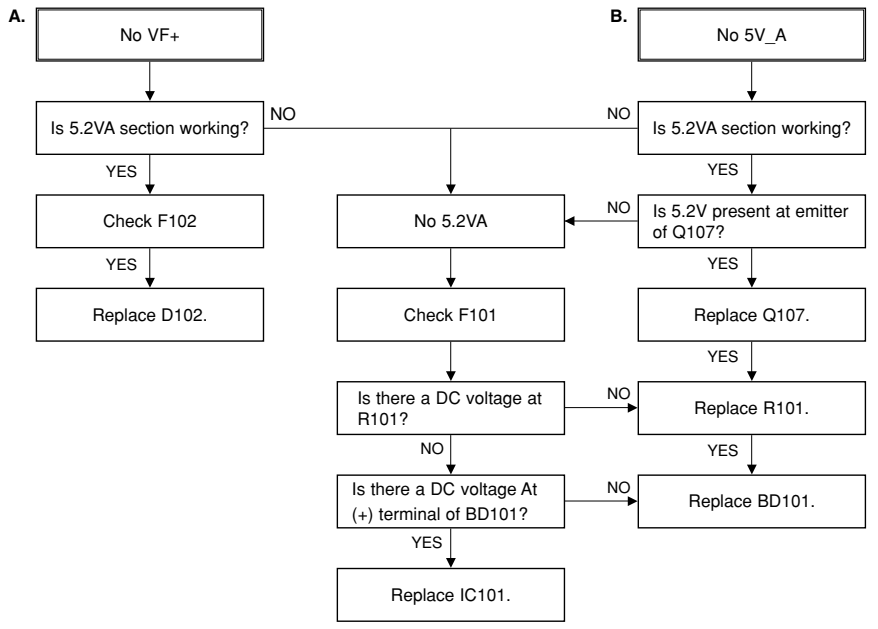 A.
No VF+
B.
No 5V_A
Is 5.2VA section working?
NO
NO
Is 5.2VA section working?
YES
YES
Check F102
No 5.2VA
NO
Is 5.2V present at emitter
of Q107?
YES
YES
Replace D102.
Check F101
Replace Q107.
YES
Is there a DC voltage at
R101?
NO
Replace R101.
NO
YES
Is there a DC voltage At
(+) terminal of BD101?
NO
Replace BD101.
YES
Replace IC101.